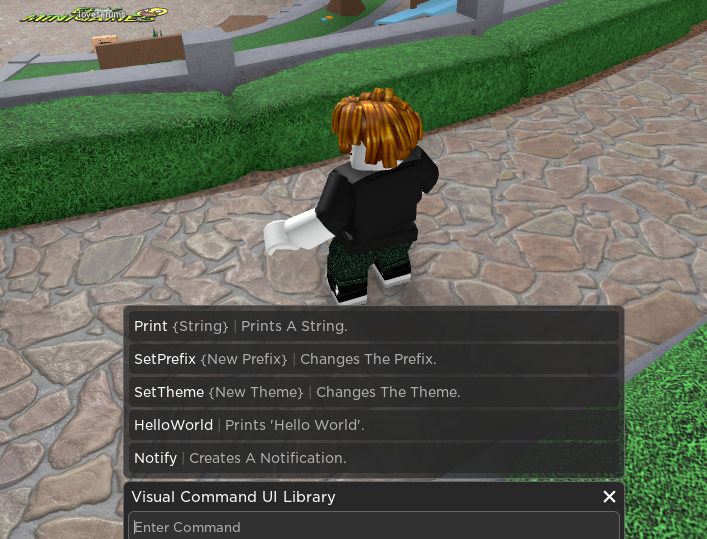 MINIGAMES
Print {String} | Prints A String.
SetPrefix {New Prefix} | Changes The Prefix.
SetTheme {New Theme} | Changes The Theme.
HelloWorld | Prints 'Hello World'.
Notify | Creates A Notification.
Visual Command UI Library
Enter Command